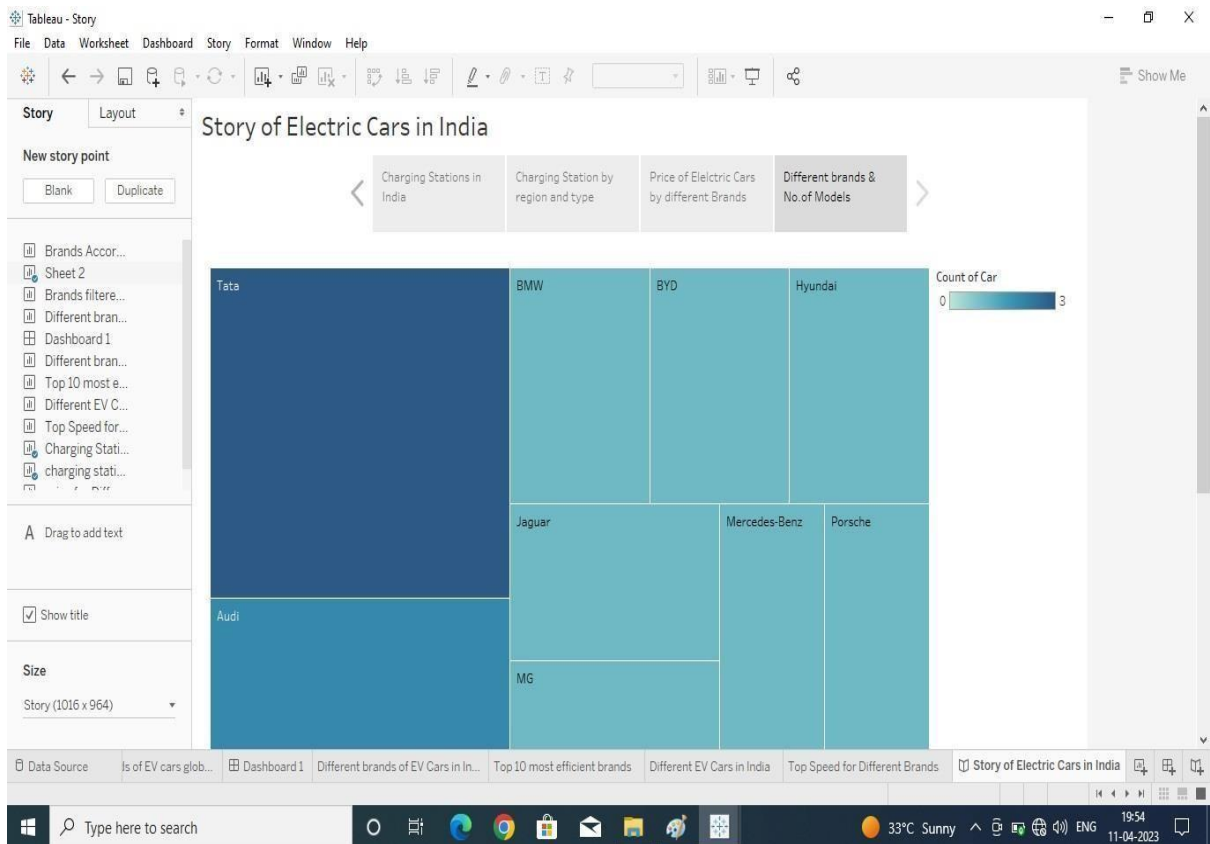 Tableau - Story
File Data Worksheet Dashboard Story Format Window Help
Show Me
Story Layout
New story point
Blank Duplicate
Brands Accor...
Sheet 2
Brands filtere...
Different bran...
Dashboard 1
Different bran...
Top 10 most e...
Different EV C...
Top Speed for...
Charging Stati...
charging stati...
A Drag to add text
Show title
Size
Story (1016 x 964)
Story of Electric Cars in India
Charging Stations in
India
Charging Station by
region and type
Price of Elelctric Cars
by different Brands
Different brands &
No.of Models
Tata
BMW
BYD
Hyundai
Jaguar
Mercedes-Benz
Porsche
Audi
MG
Count of Car
0 3
Data Source ls of EV cars glob... Dashboard 1 Different brands of EV Cars in In... Top 10 most efficient brands Different EV Cars in India Top Speed for Different Brands Story of Electric Cars in India
Type here to search
33°C Sunny
ENG
19:54
11-04-2023